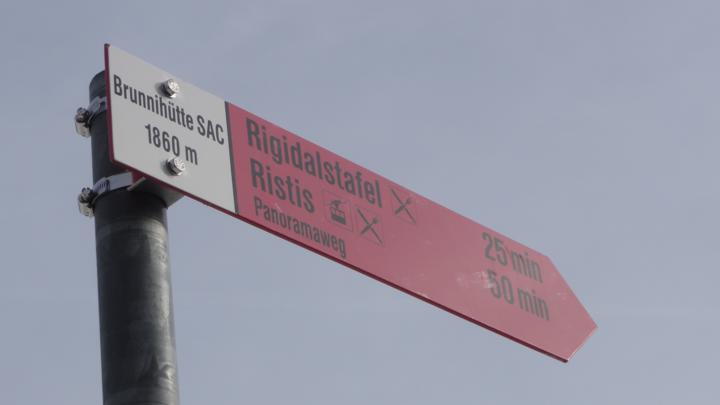 Brunnihütte SAC
1860 m
Rigidalstafel 25 min
Ristis 50 min
Panoramaweg